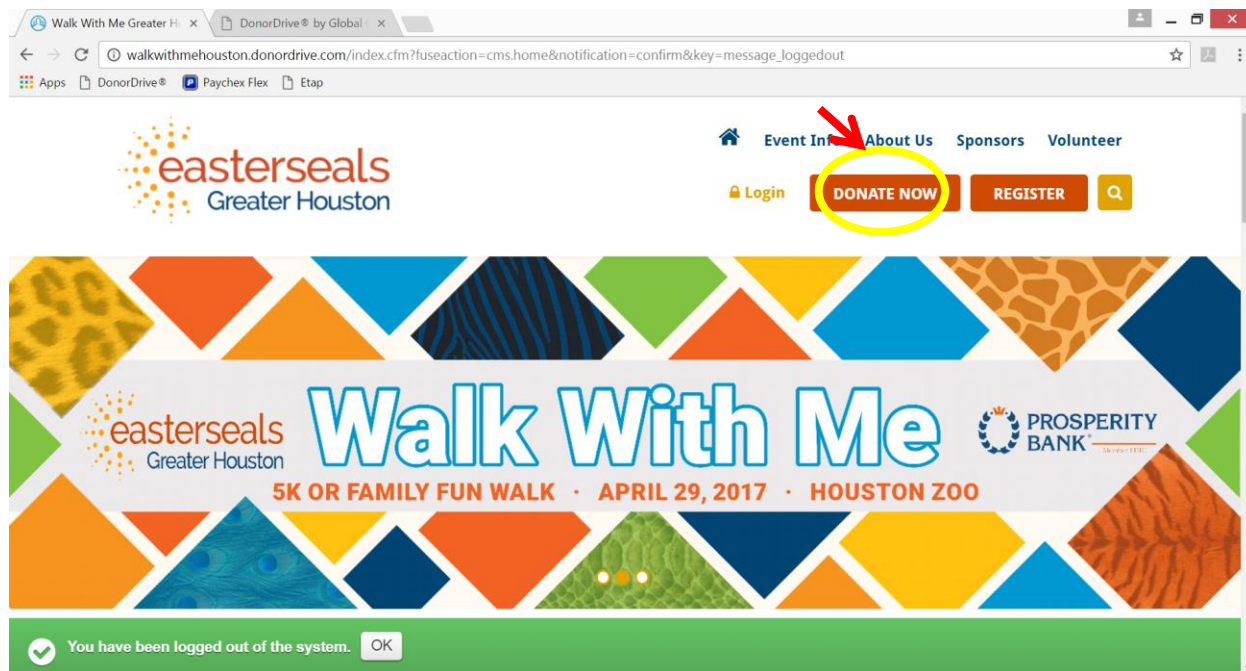 Walk With Me Greater H
DonorDrive® by Global
walkwithmehouston.donordrive.com/index.cfm?fuseaction=cms.home&notification=confirm&key=message_loggedout
Apps DonorDrive® Paychex Flex Etap
easterseals
Greater Houston
Event Info About Us Sponsors Volunteer
Login DONATE NOW REGISTER
easterseals
Greater Houston
Walk With Me
PROSPERITY
BANK
Member FDIC
5K OR FAMILY FUN WALK · APRIL 29, 2017 · HOUSTON ZOO
You have been logged out of the system. OK